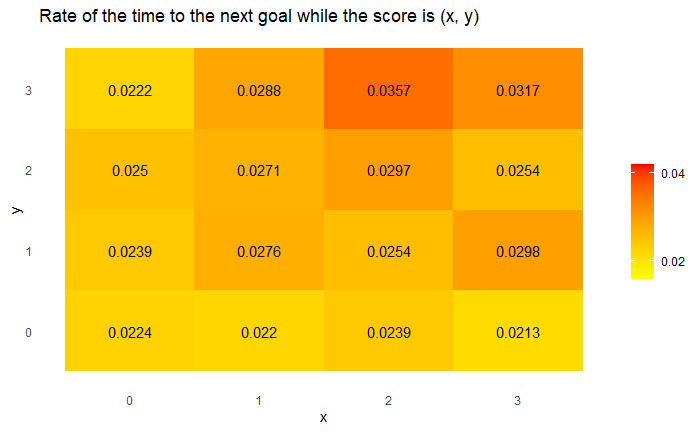 Rate of the time to the next goal while the score is (x, y)
3 0.0222 0.0288 0.0357 0.0317
2 0.025 0.0271 0.0297 0.0254
1 0.0239 0.0276 0.0254 0.0298
0 0.0224 0.022 0.0239 0.0213
0 1 2 3
x
y
0.04
0.02